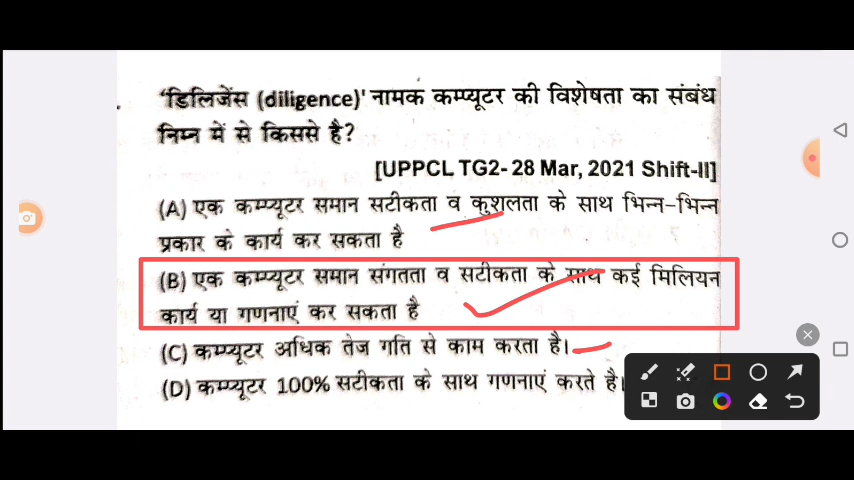 'डिलिजेंस (diligence)' नामक कम्प्यूटर की विशेषता का संबंध
निम्न में से किससे है?
[UPPCL TG2- 28 Mar, 2021 Shift-II]
(A) एक कम्प्यूटर समान सटीकता व कुशलता के साथ भिन्न-भिन्न
प्रकार के कार्य कर सकता है
(B) एक कम्प्यूटर समान संगतता व सटीकता के साथ कई मिलियन
कार्य या गणनाएं कर सकता है
(C) कम्प्यूटर अधिक तेज गति से काम करता है।
(D) कम्प्यूटर 100% सटीकता के साथ गणनाएं करते है।